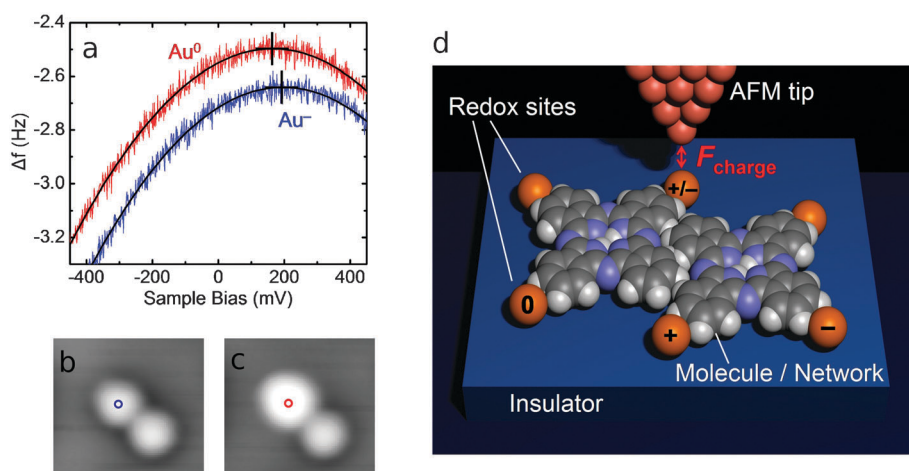 a
Au⁰
Au⁻
Δf (Hz)
-2.4
-2.6
-2.8
-3.0
-3.2
-400
-200
0
200
400
Sample Bias (mV)
b
c
d
AFM tip
Redox sites
F charge
+/−
0
+
−
Molecule / Network
Insulator